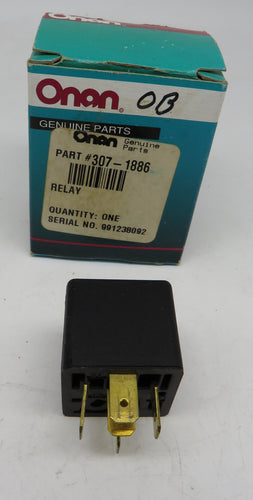 Onan
OB
GENUINE PARTS
Onan Genuine
Parts
PART #307-1886
RELAY
QUANTITY: ONE
SERIAL NO. 991238092